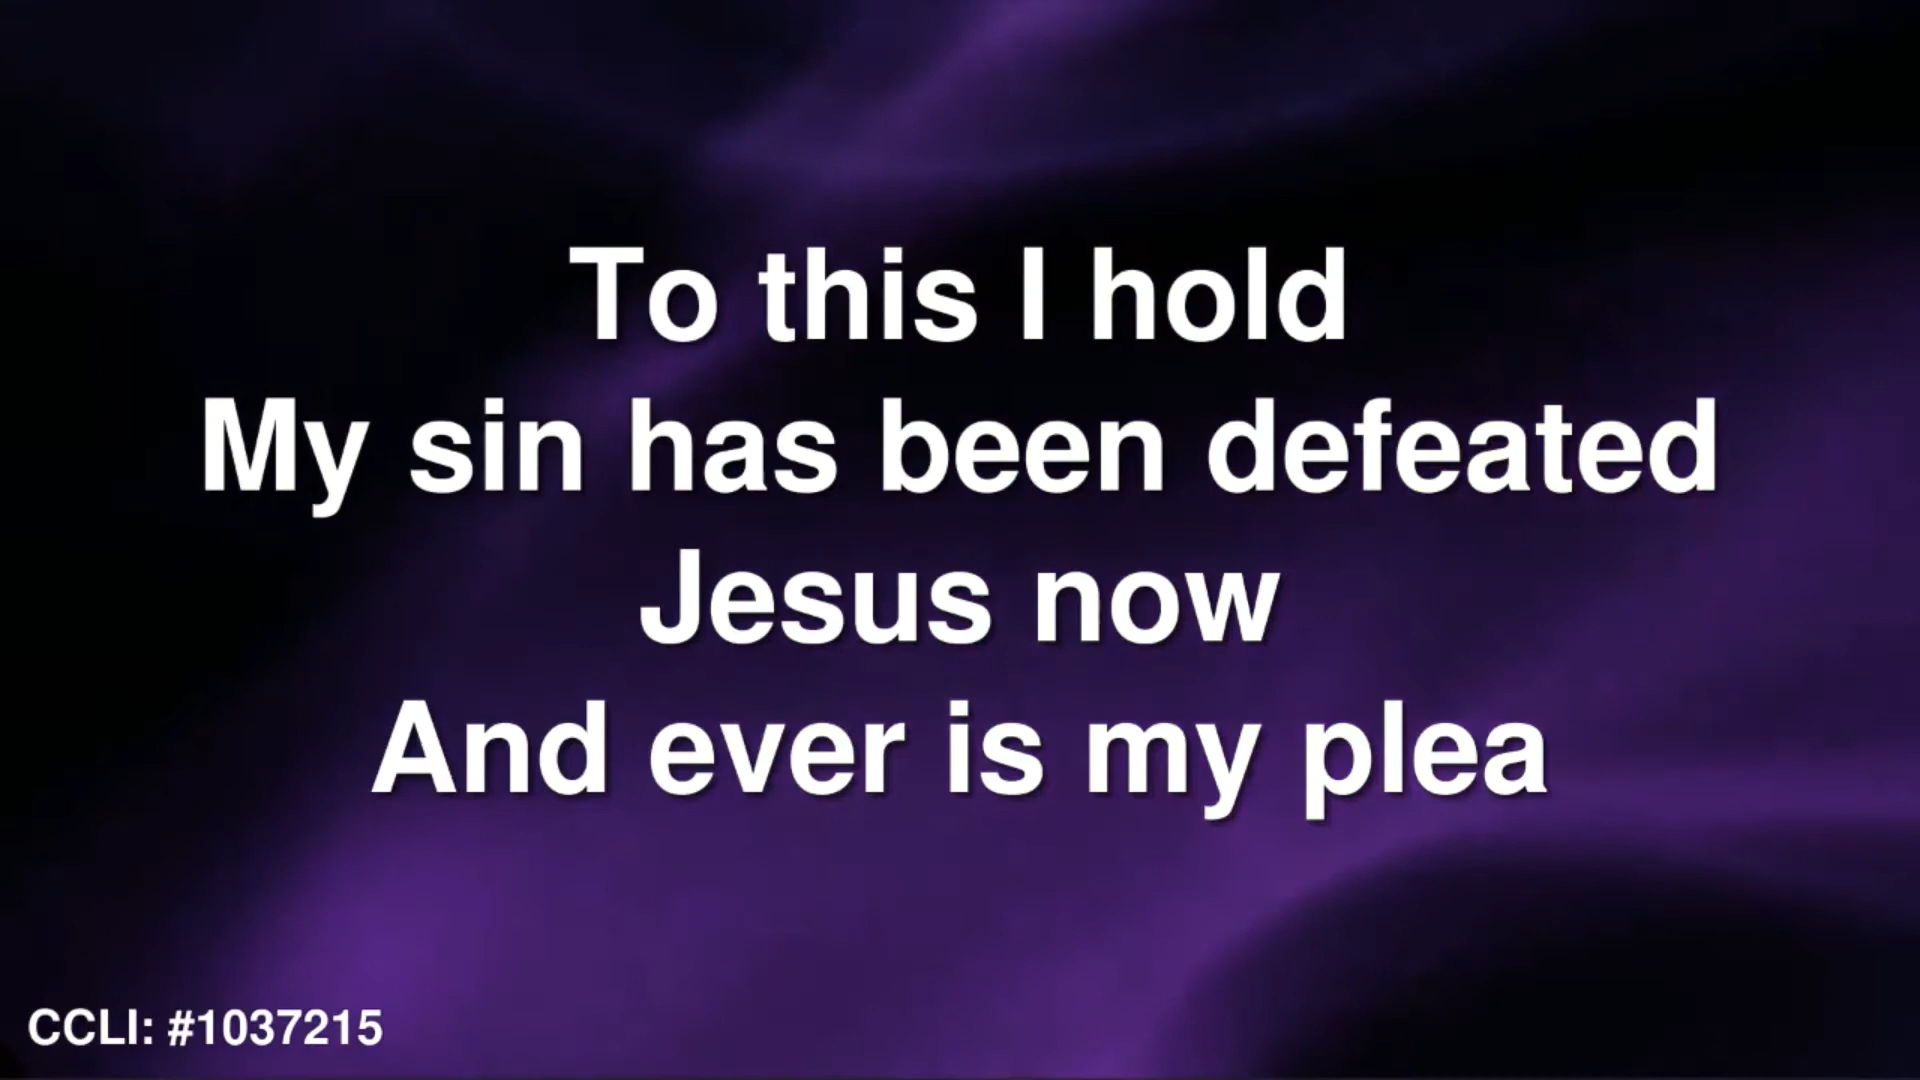 To this I hold
My sin has been defeated
Jesus now
And ever is my plea
CCLI: #1037215